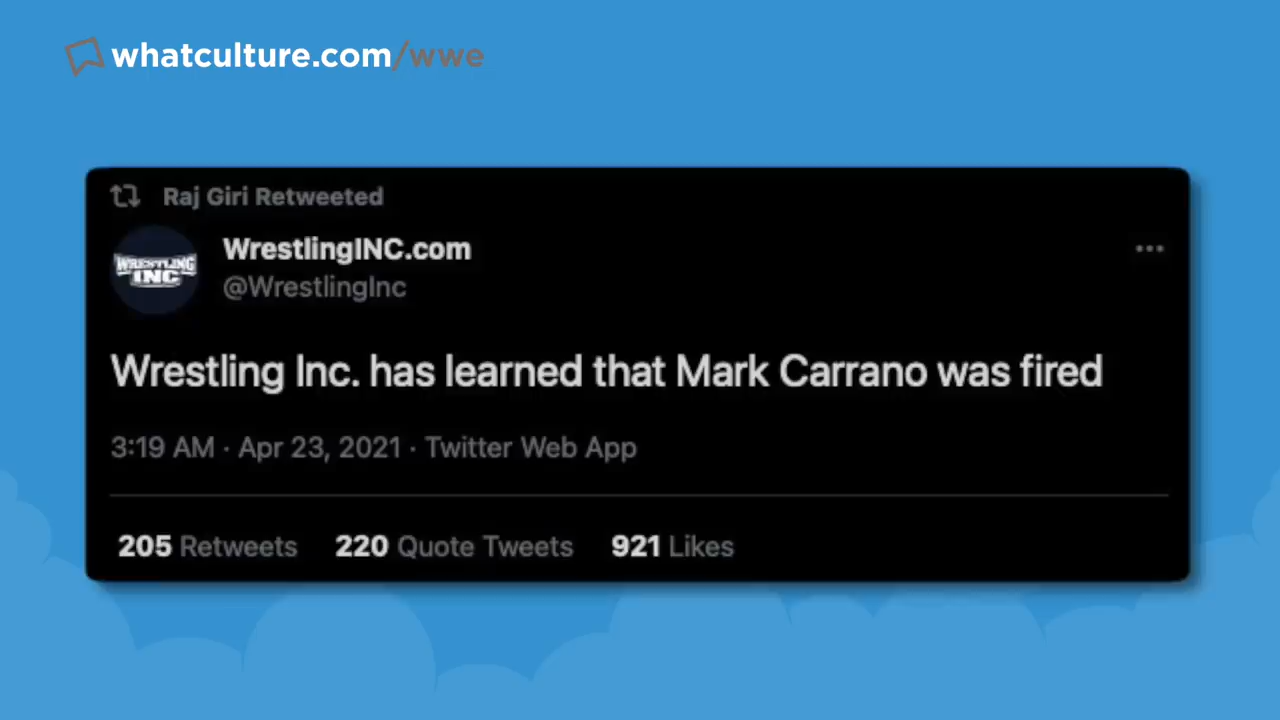 whatculture.com/wwe
Raj Giri Retweeted
WRESTLING
INC
WrestlingINC.com
@WrestlingInc
Wrestling Inc. has learned that Mark Carrano was fired
3:19 AM · Apr 23, 2021 · Twitter Web App
205 Retweets 220 Quote Tweets 921 Likes